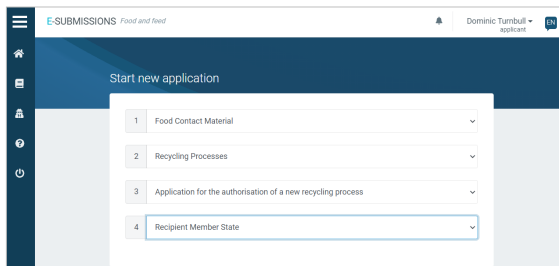 E-SUBMISSIONS Food and feed
Dominic Turnbull
applicant
EN
Start new application
1 Food Contact Material
2 Recycling Processes
3 Application for the authorisation of a new recycling process
4 Recipient Member State